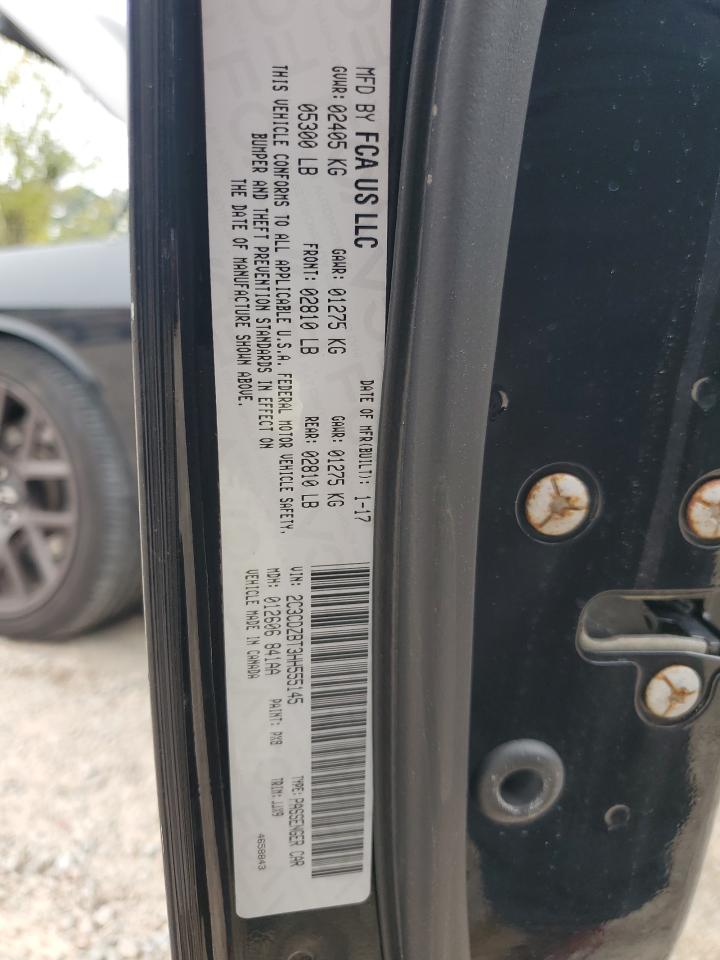 MFD BY FCA US LLC
DATE OF MFR(BUILT): 1-17
GVWR: 02405 KG
GAWR: 01275 KG
GAWR: 01275 KG
05300 LB
FRONT: 02810 LB
REAR: 02810 LB
THIS VEHICLE CONFORMS TO ALL APPLICABLE U.S.A. FEDERAL MOTOR VEHICLE SAFETY,
BUMPER AND THEFT PREVENTION STANDARDS IN EFFECT ON
THE DATE OF MANUFACTURE SHOWN ABOVE.
VIN: 2C3CDZBT3HH555145
TYPE: PASSENGER CAR
MDH: 012606 841AA
PAINT: PX8
TRIM: JJX9
VEHICLE MADE IN CANADA
4658843